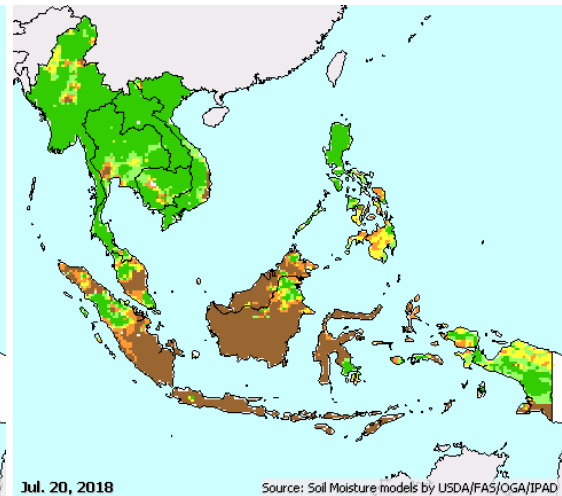 Jul. 20, 2018
Source: Soil Moisture models by USDA/FAS/OGA/IPAD